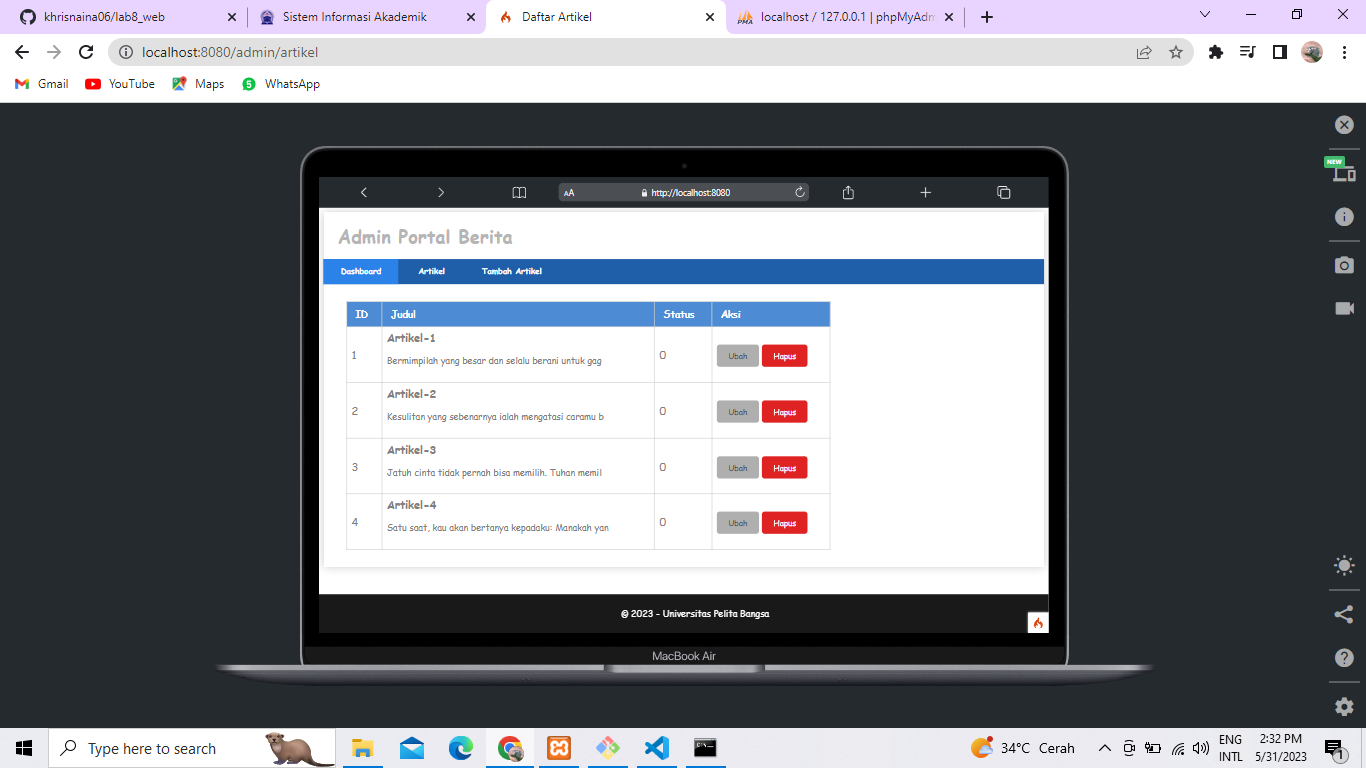 khrisnaina06/lab8_web
Sistem Informasi Akademik
Daftar Artikel
PMA
localhost / 127.0.0.1 | phpMyAdm
localhost:8080/admin/artikel
Gmail
YouTube
Maps
5
WhatsApp
NEW
AA
http://localhost:8080
Admin Portal Berita
Dashboard Artikel Tambah Artikel
ID Judul Status Aksi
Artikel-1
1 Bermimpilah yang besar dan selalu berani untuk gag 0 Ubah Hapus
Artikel-2
2 Kesulitan yang sebenarnya ialah mengatasi caramu b 0 Ubah Hapus
Artikel-3
3 Jatuh cinta tidak pernah bisa memilih. Tuhan memil 0 Ubah Hapus
Artikel-4
4 Satu saat, kau akan bertanya kepadaku: Manakah yan 0 Ubah Hapus
© 2023 - Universitas Pelita Bangsa
MacBook Air
Type here to search
34°C Cerah
ENG
INTL
2:32 PM
5/31/2023
1